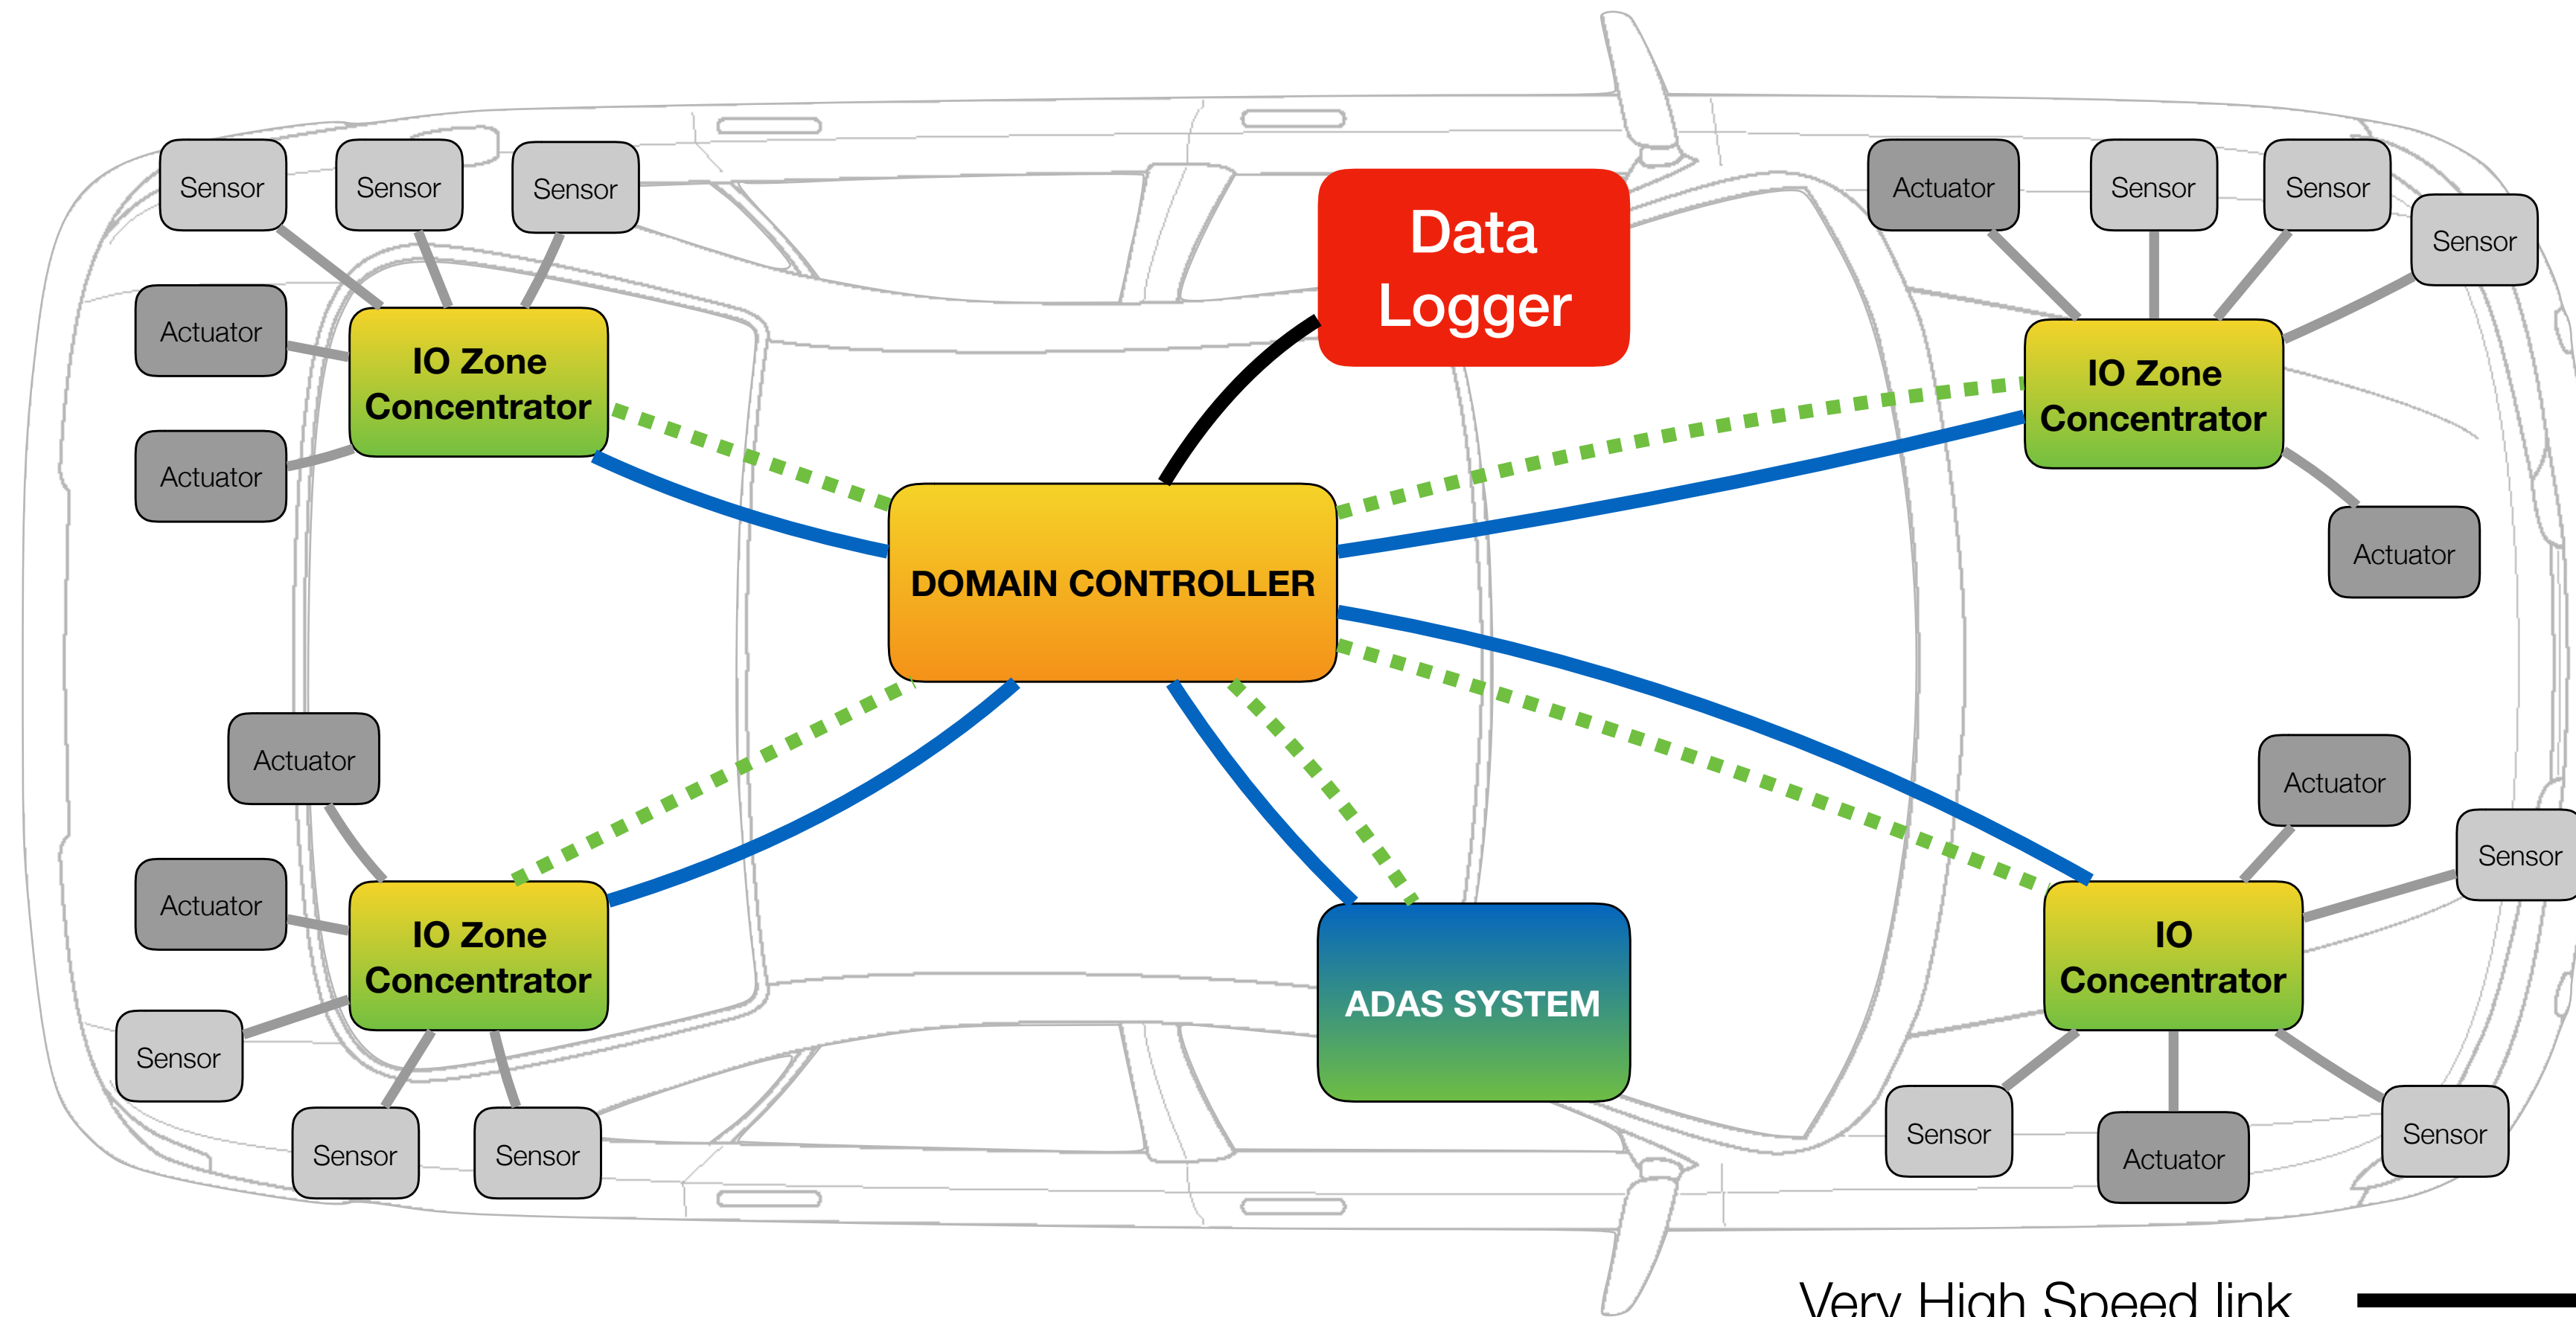 Sensor
Sensor
Sensor
Actuator
Sensor
Sensor
Sensor
Data
Logger
Actuator
IO Zone
Concentrator
IO Zone
Concentrator
Actuator
Actuator
DOMAIN CONTROLLER
Actuator
Actuator
Sensor
Actuator
IO Zone
Concentrator
IO
Concentrator
ADAS SYSTEM
Sensor
Sensor
Sensor
Sensor
Actuator
Sensor
Very High Speed link